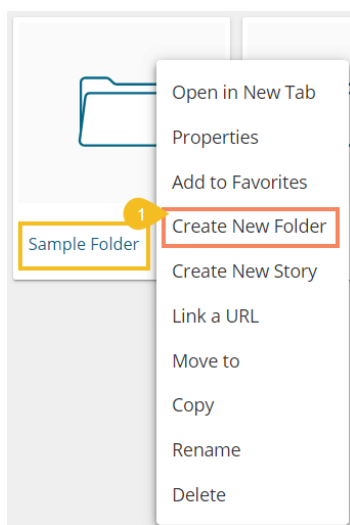 Open in New Tab
Properties
Add to Favorites
1
Create New Folder
Sample Folder
Create New Story
Link a URL
Move to
Copy
Rename
Delete